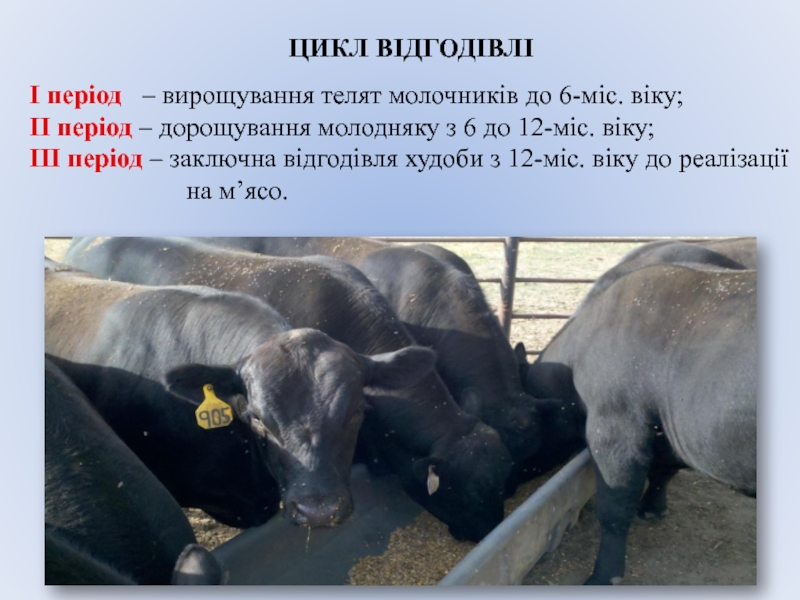 ЦИКЛ ВІДГОДІВЛІ
І період – вирощування телят молочників до 6-міс. віку;
ІІ період – дорощування молодняку з 6 до 12-міс. віку;
ІІІ період – заключна відгодівля худоби з 12-міс. віку до реалізації
на м’ясо.
905